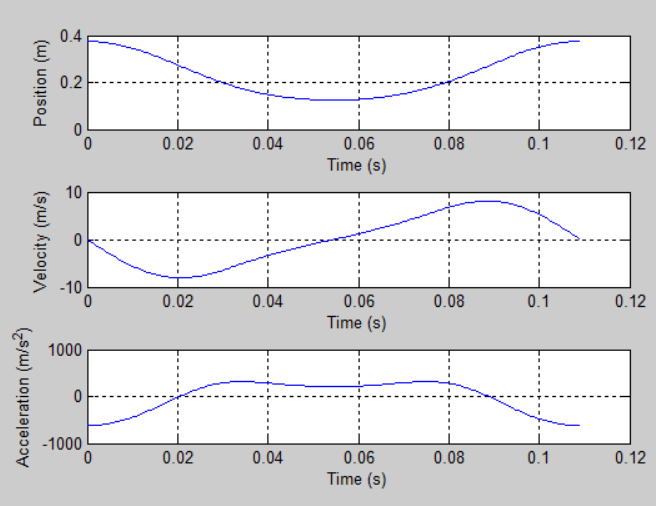 Position (m)
0.4
0.2
0
0 0.02 0.04 0.06 0.08 0.1 0.12
Time (s)
Velocity (m/s)
10
0
-10
0 0.02 0.04 0.06 0.08 0.1 0.12
Time (s)
Acceleration (m/s²)
1000
0
-1000
0 0.02 0.04 0.06 0.08 0.1 0.12
Time (s)